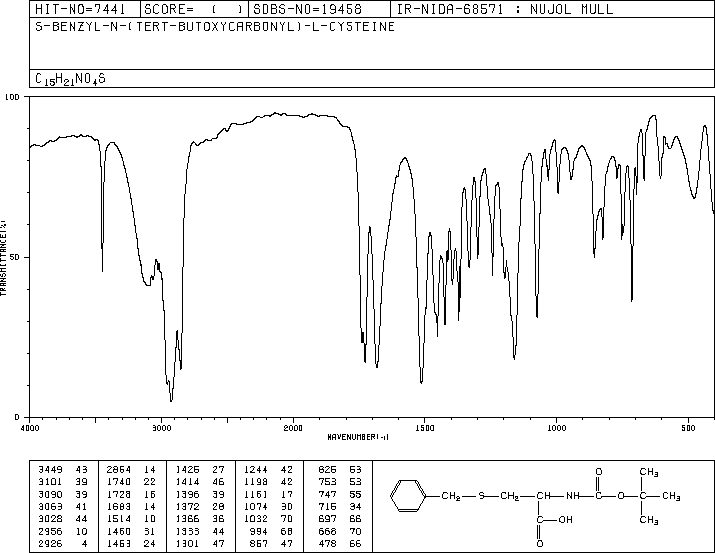 HIT-NO=7441 SCORE= ( ) SDBS-NO=19458 IR-NIDA-68571 : NUJOL MULL
S-BENZYL-N-(TERT-BUTOXYCARBONYL)-L-CYSTEINE
C15H21NO4S
100
TRANSMITTANCE(%)
50
0
4000 3000 2000 1500 1000 500
WAVENUMBER(-1)
3449 43 2864 14 1426 27 1244 42 826 53
3101 39 1740 22 1414 46 1198 42 753 53
3090 39 1728 16 1396 39 1161 17 747 55
3063 41 1683 14 1372 28 1074 30 716 34
3028 44 1514 10 1366 36 1032 70 697 66
2956 10 1460 31 1333 44 994 68 668 70
2926 4 1453 24 1301 47 857 47 478 66
O CH3
CH2 S CH2 CH NH C O C CH3
C OH CH3
O